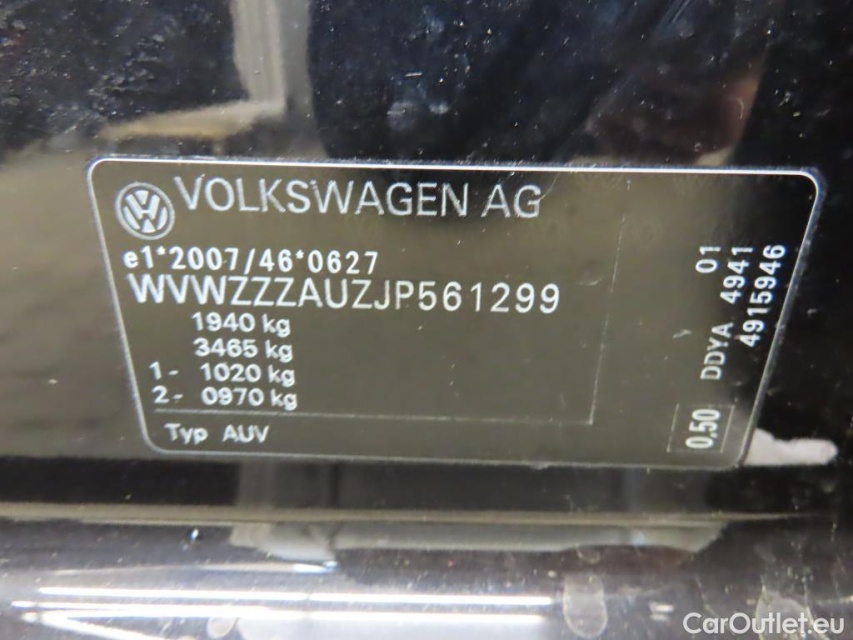 VOLKSWAGEN AG
e1*2007/46*0627
WVWZZZAUZJP561299
1940 kg
3465 kg
1- 1020 kg
2- 0970 kg
Typ AUV
01
DDYA 4941
4915946
0,50
CarOutlet.eu